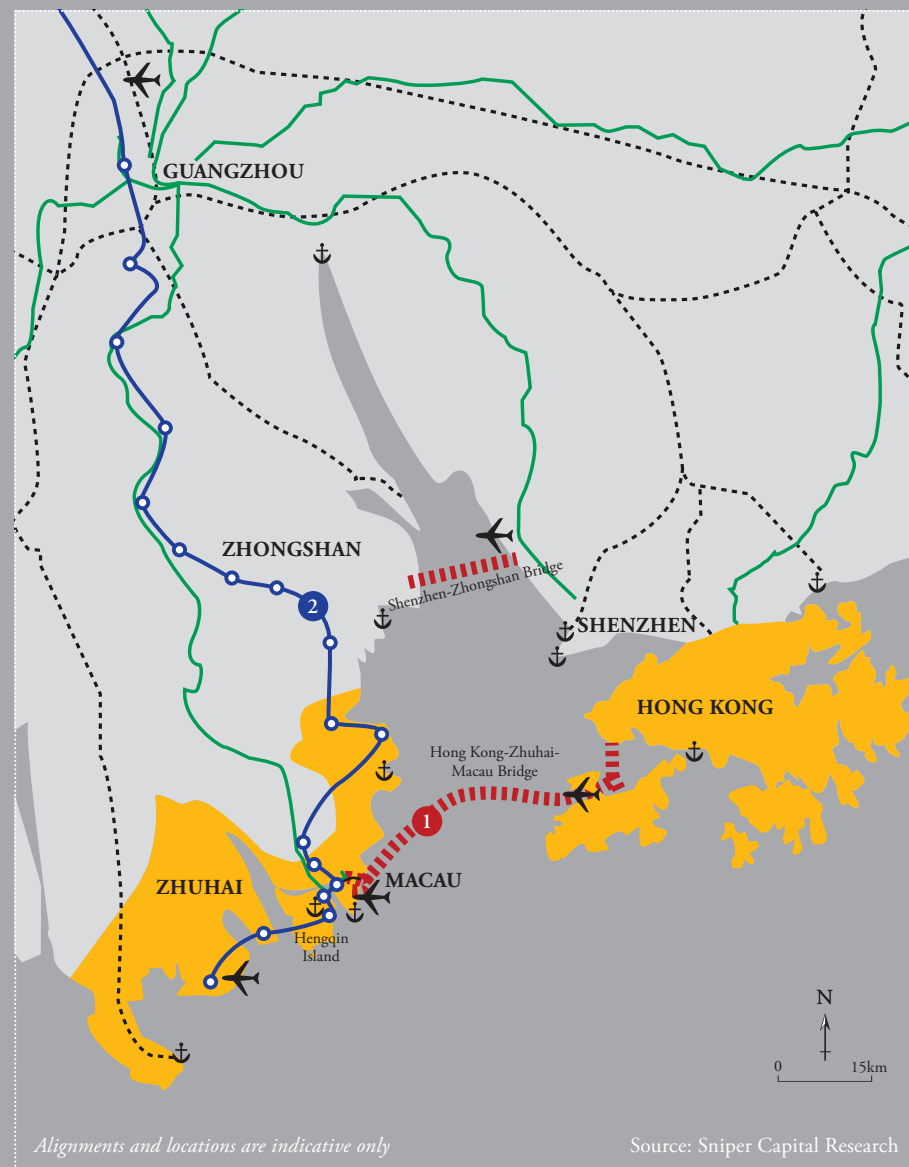 GUANGZHOU
ZHONGSHAN
2
Shenzhen-Zhongshan Bridge
SHENZHEN
HONG KONG
Hong Kong-Zhuhai-
Macau Bridge
1
ZHUHAI
MACAU
Hengqin
Island
N
0 15km
Alignments and locations are indicative only
Source: Sniper Capital Research